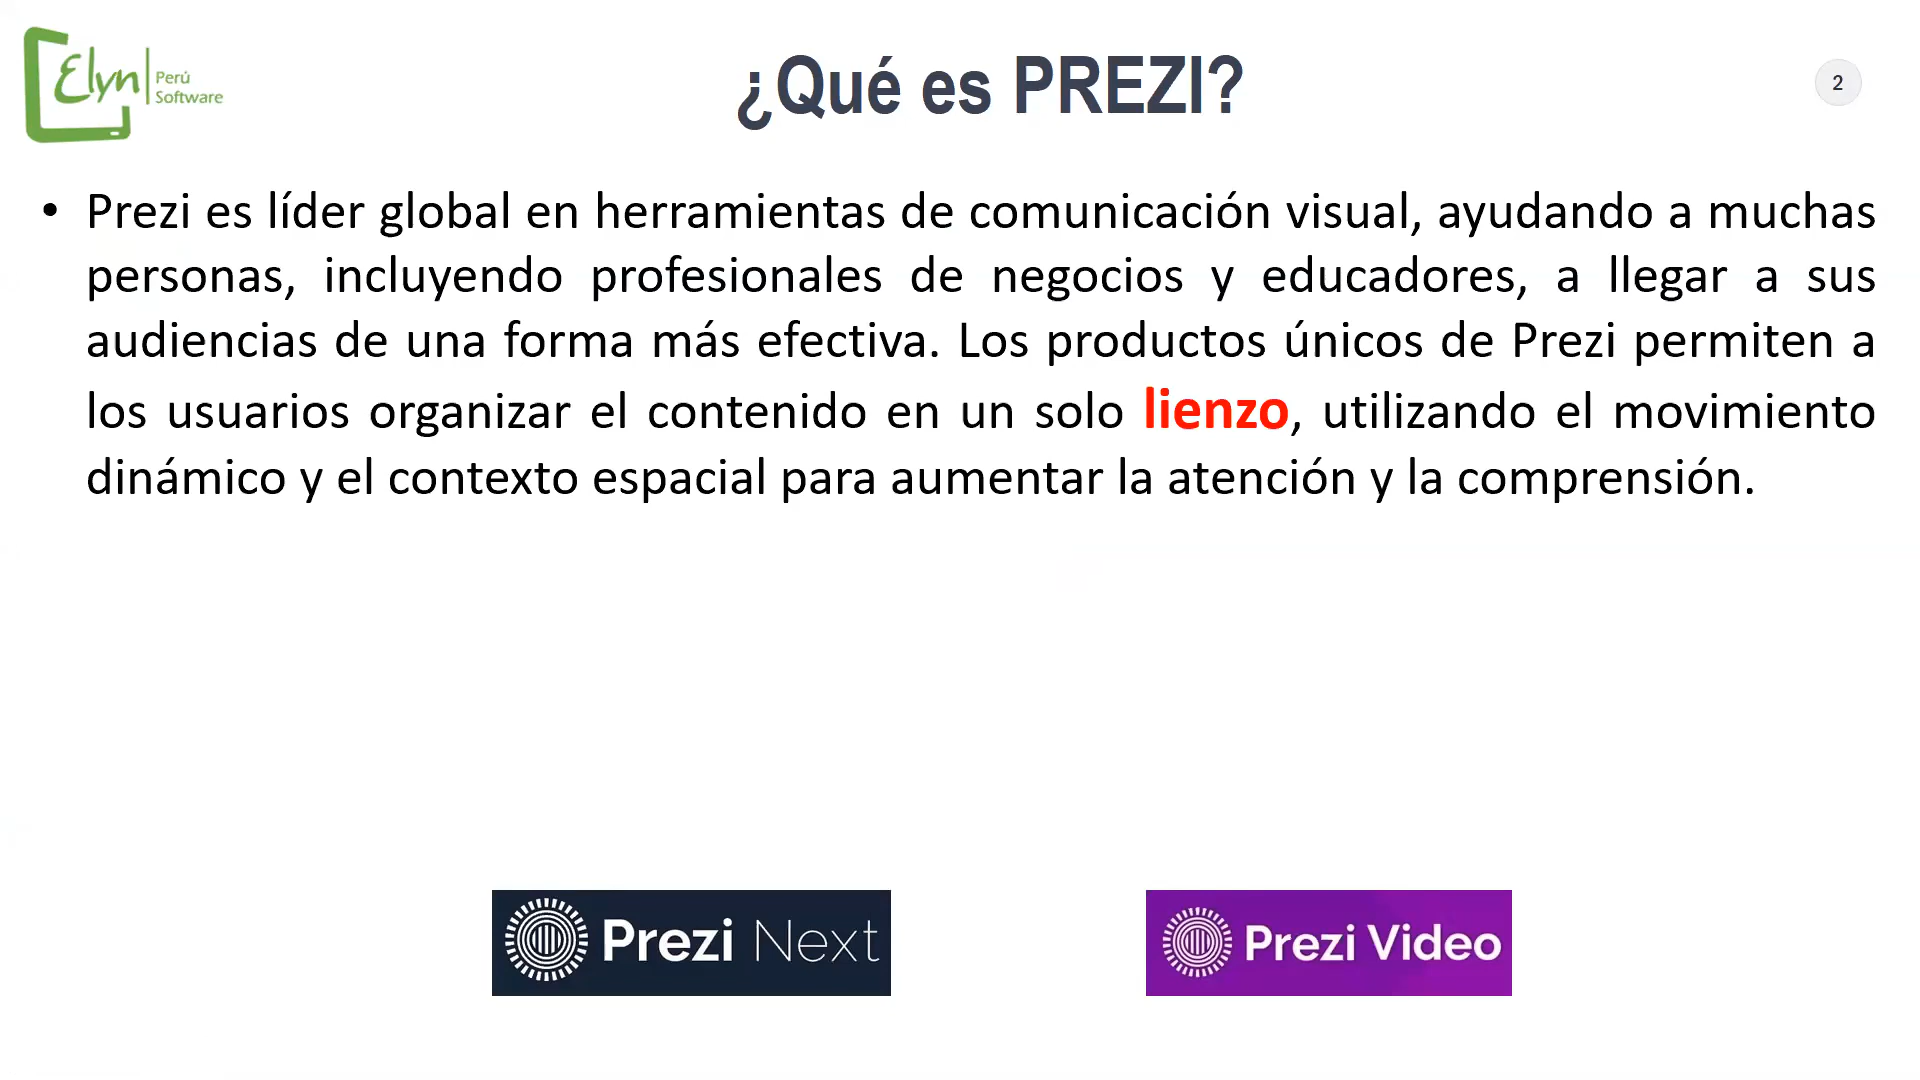 Elyn Perú
Software
¿Qué es PREZI?
2
• Prezi es líder global en herramientas de comunicación visual, ayudando a muchas
personas, incluyendo profesionales de negocios y educadores, a llegar a sus
audiencias de una forma más efectiva. Los productos únicos de Prezi permiten a
los usuarios organizar el contenido en un solo lienzo, utilizando el movimiento
dinámico y el contexto espacial para aumentar la atención y la comprensión.
Prezi Next
Prezi Video